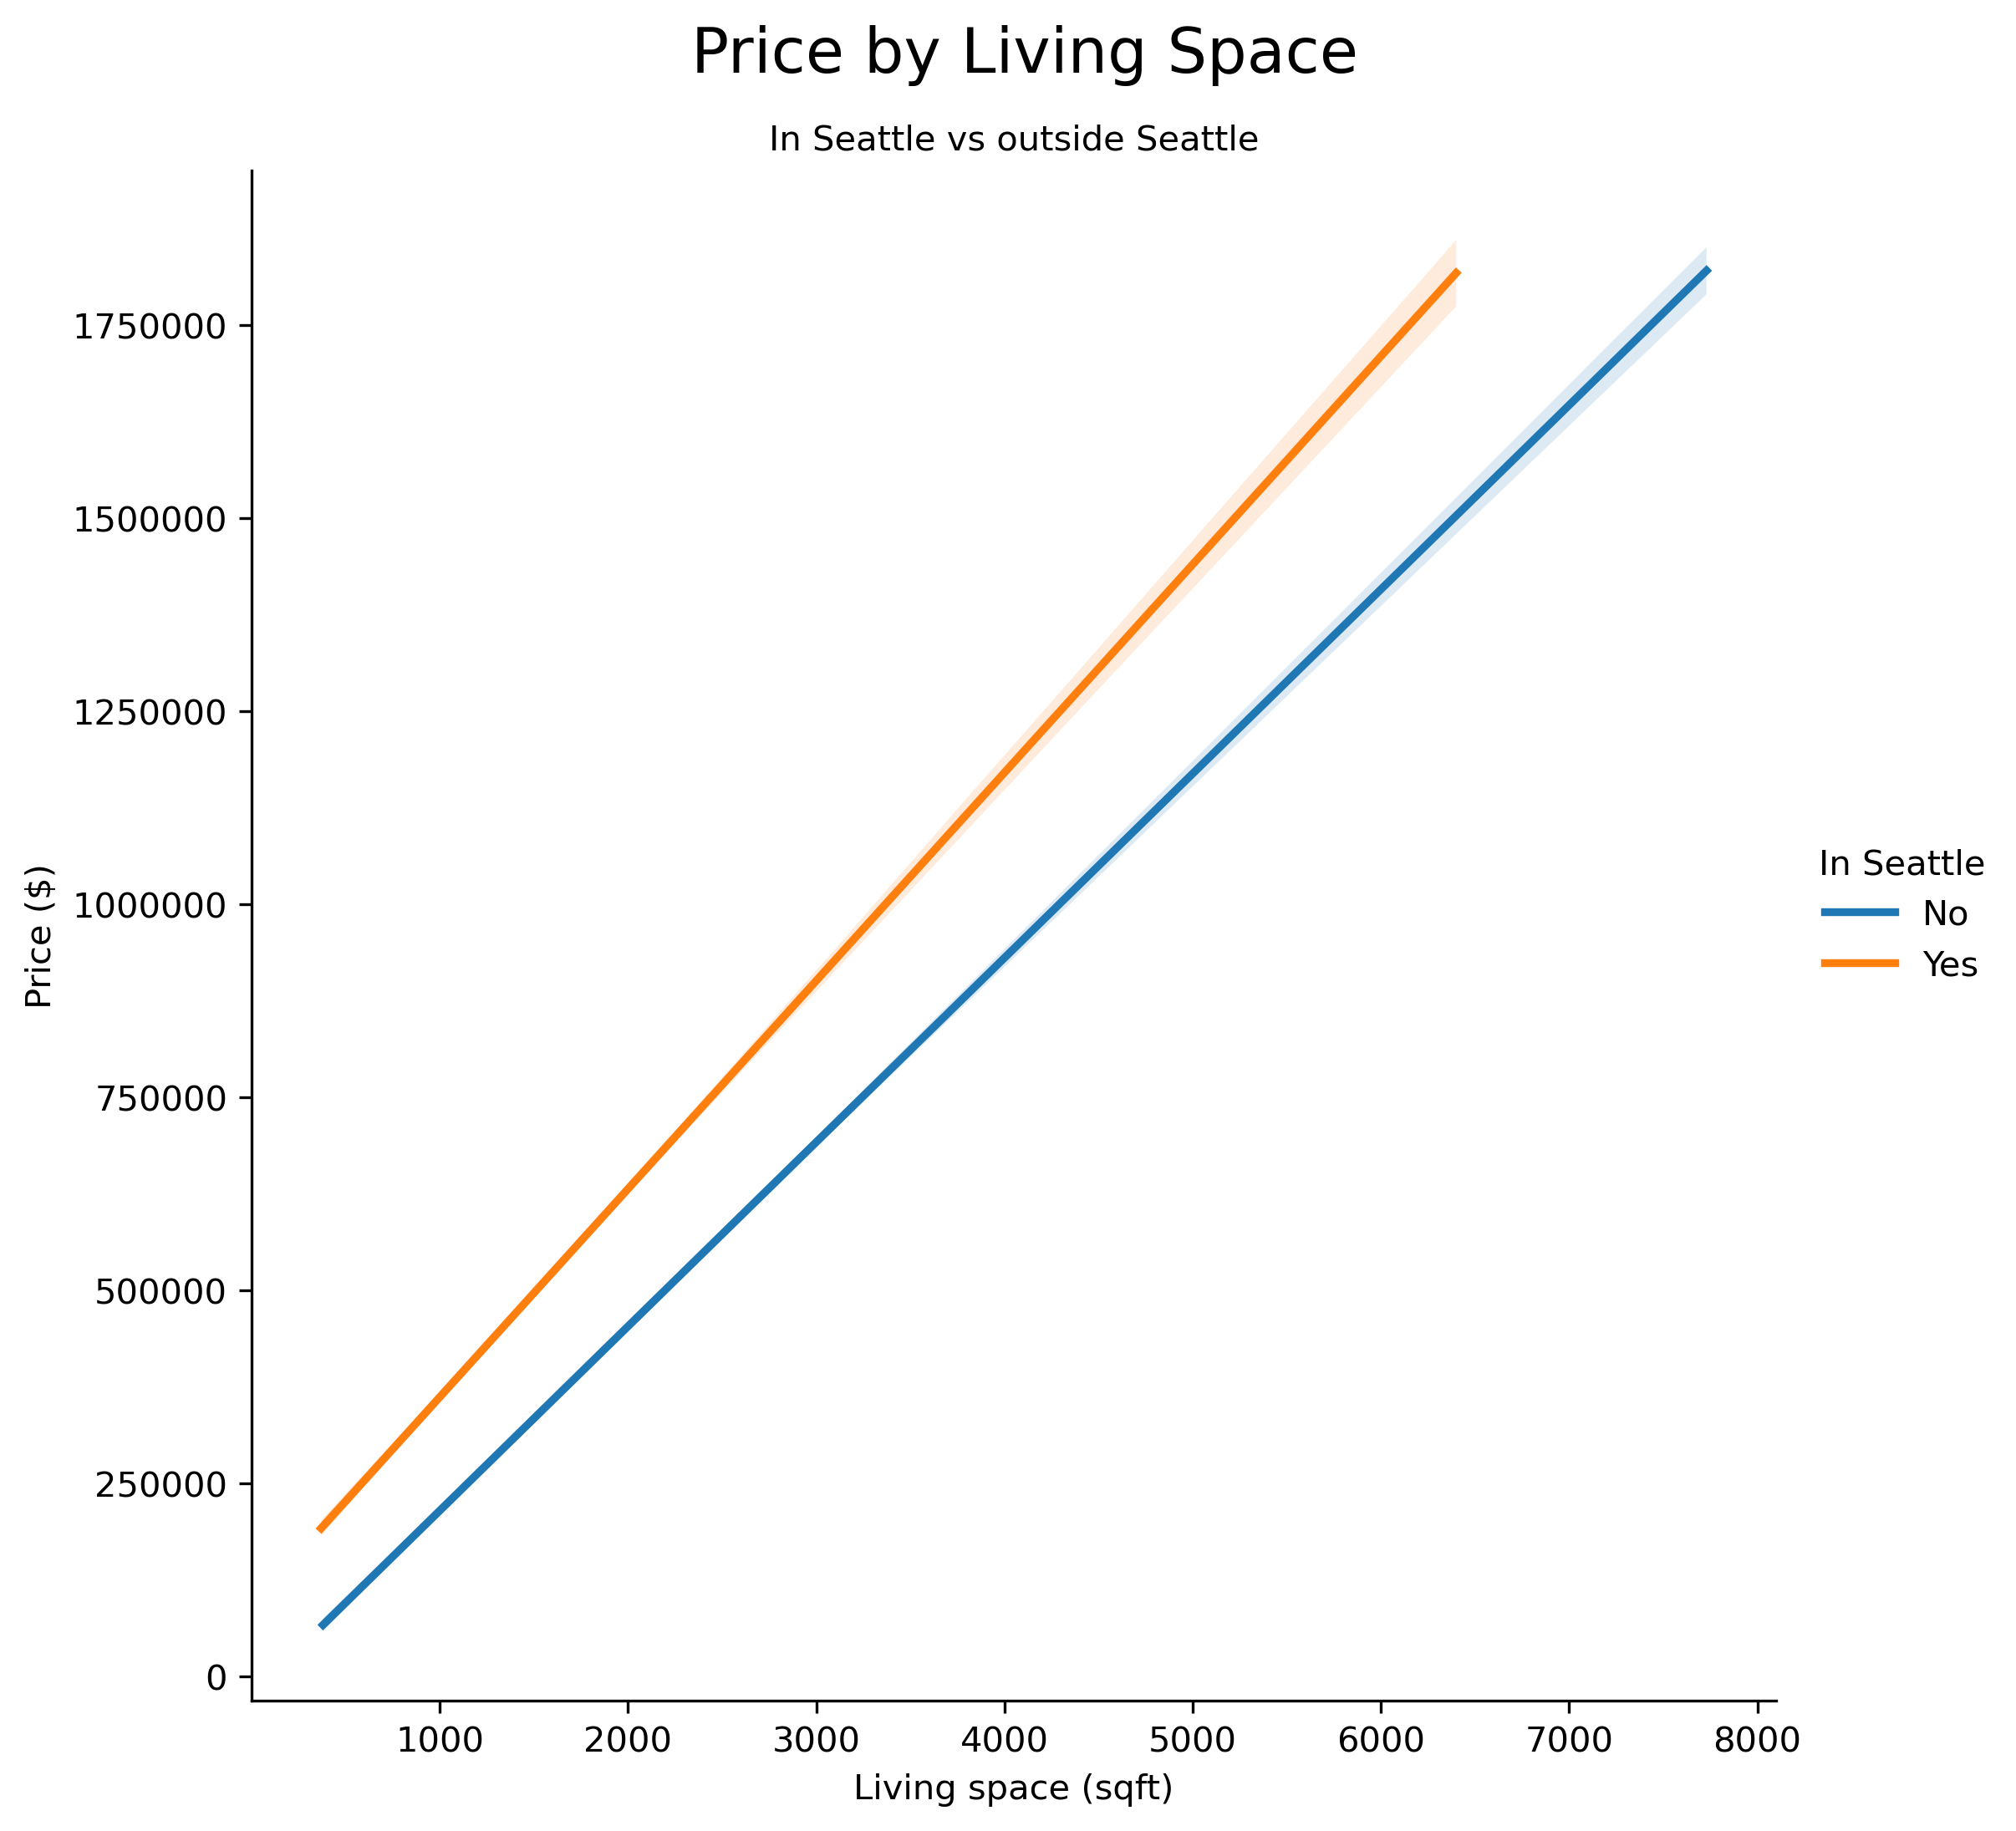 Price by Living Space
In Seattle vs outside Seattle
Price ($)
1750000
1500000
1250000
1000000
750000
500000
250000
0
1000 2000 3000 4000 5000 6000 7000 8000
Living space (sqft)
In Seattle
No
Yes